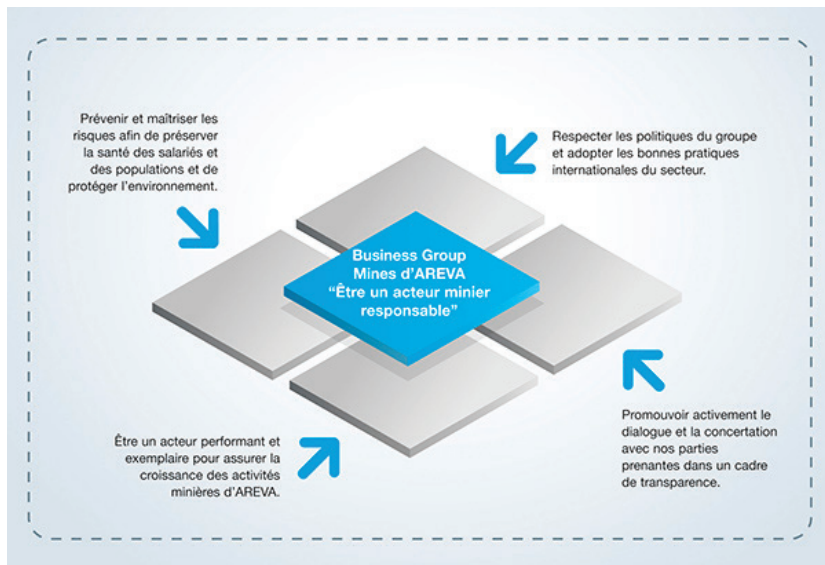 Prévenir et maîtriser les
risques afin de préserver
la santé des salariés et
des populations et de
protéger l'environnement.
Respecter les politiques du groupe
et adopter les bonnes pratiques
internationales du secteur.
Business Group
Mines d'AREVA
“Être un acteur minier
responsable”
Être un acteur performant et
exemplaire pour assurer la
croissance des activités
minières d'AREVA.
Promouvoir activement le
dialogue et la concertation
avec nos parties
prenantes dans un cadre
de transparence.